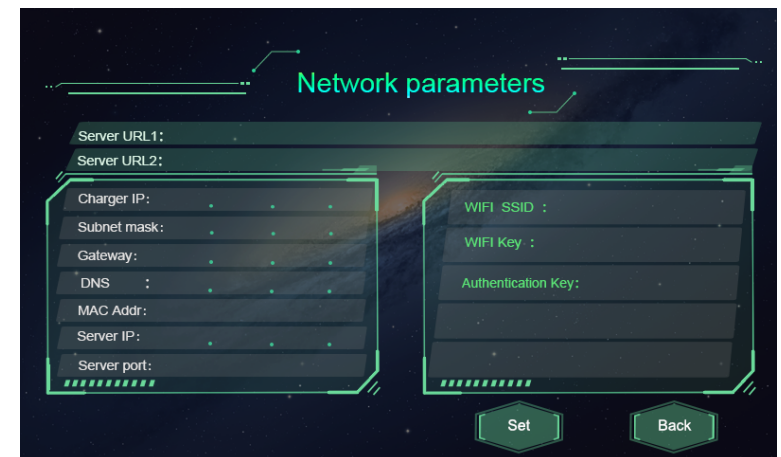 Network parameters
Server URL1:
Server URL2:
Charger IP:
Subnet mask:
Gateway:
DNS :
MAC Addr:
Server IP:
Server port:
WIFI SSID :
WIFI Key :
Authentication Key:
Set
Back